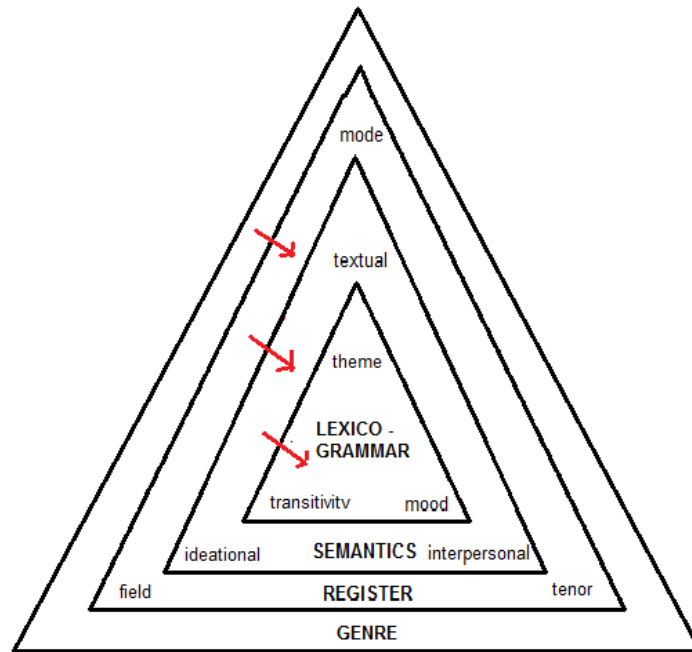 mode
textual
theme
LEXICO -
GRAMMAR
transitivity mood
ideational SEMANTICS interpersonal
field REGISTER tenor
GENRE